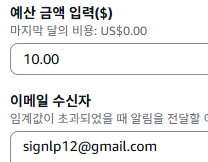 예산 금액 입력($)
마지막 달의 비용: US$0.00
10.00
이메일 수신자
임계값이 초과되었을 때 알림을 전달할
signlp12@gmail.com